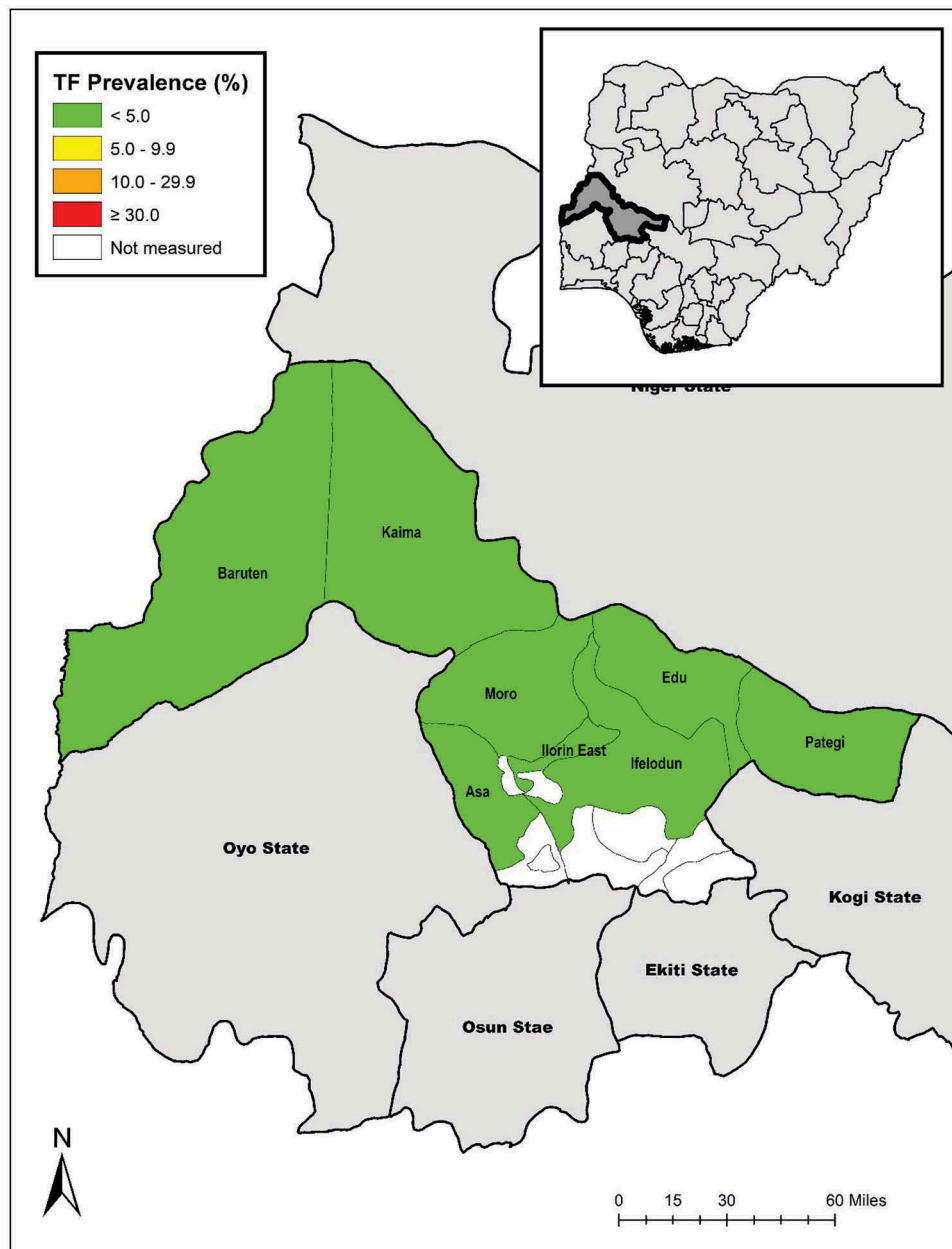 TF Prevalence (%)
< 5.0
5.0 - 9.9
10.0 - 29.9
≥ 30.0
Not measured
Niger State
Kaima
Baruten
Edu
Moro
Pategi
Ilorin East
Ifelodun
Asa
Oyo State
Kogi State
Ekiti State
Osun Stae
N
0 15 30 60 Miles